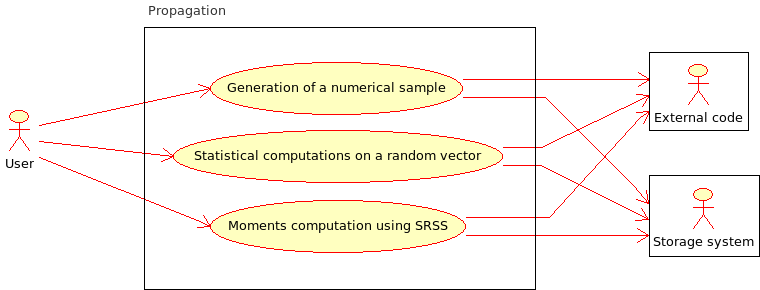 Propagation
Generation of a numerical sample
External code
User
Statistical computations on a random vector
Moments computation using SRSS
Storage system